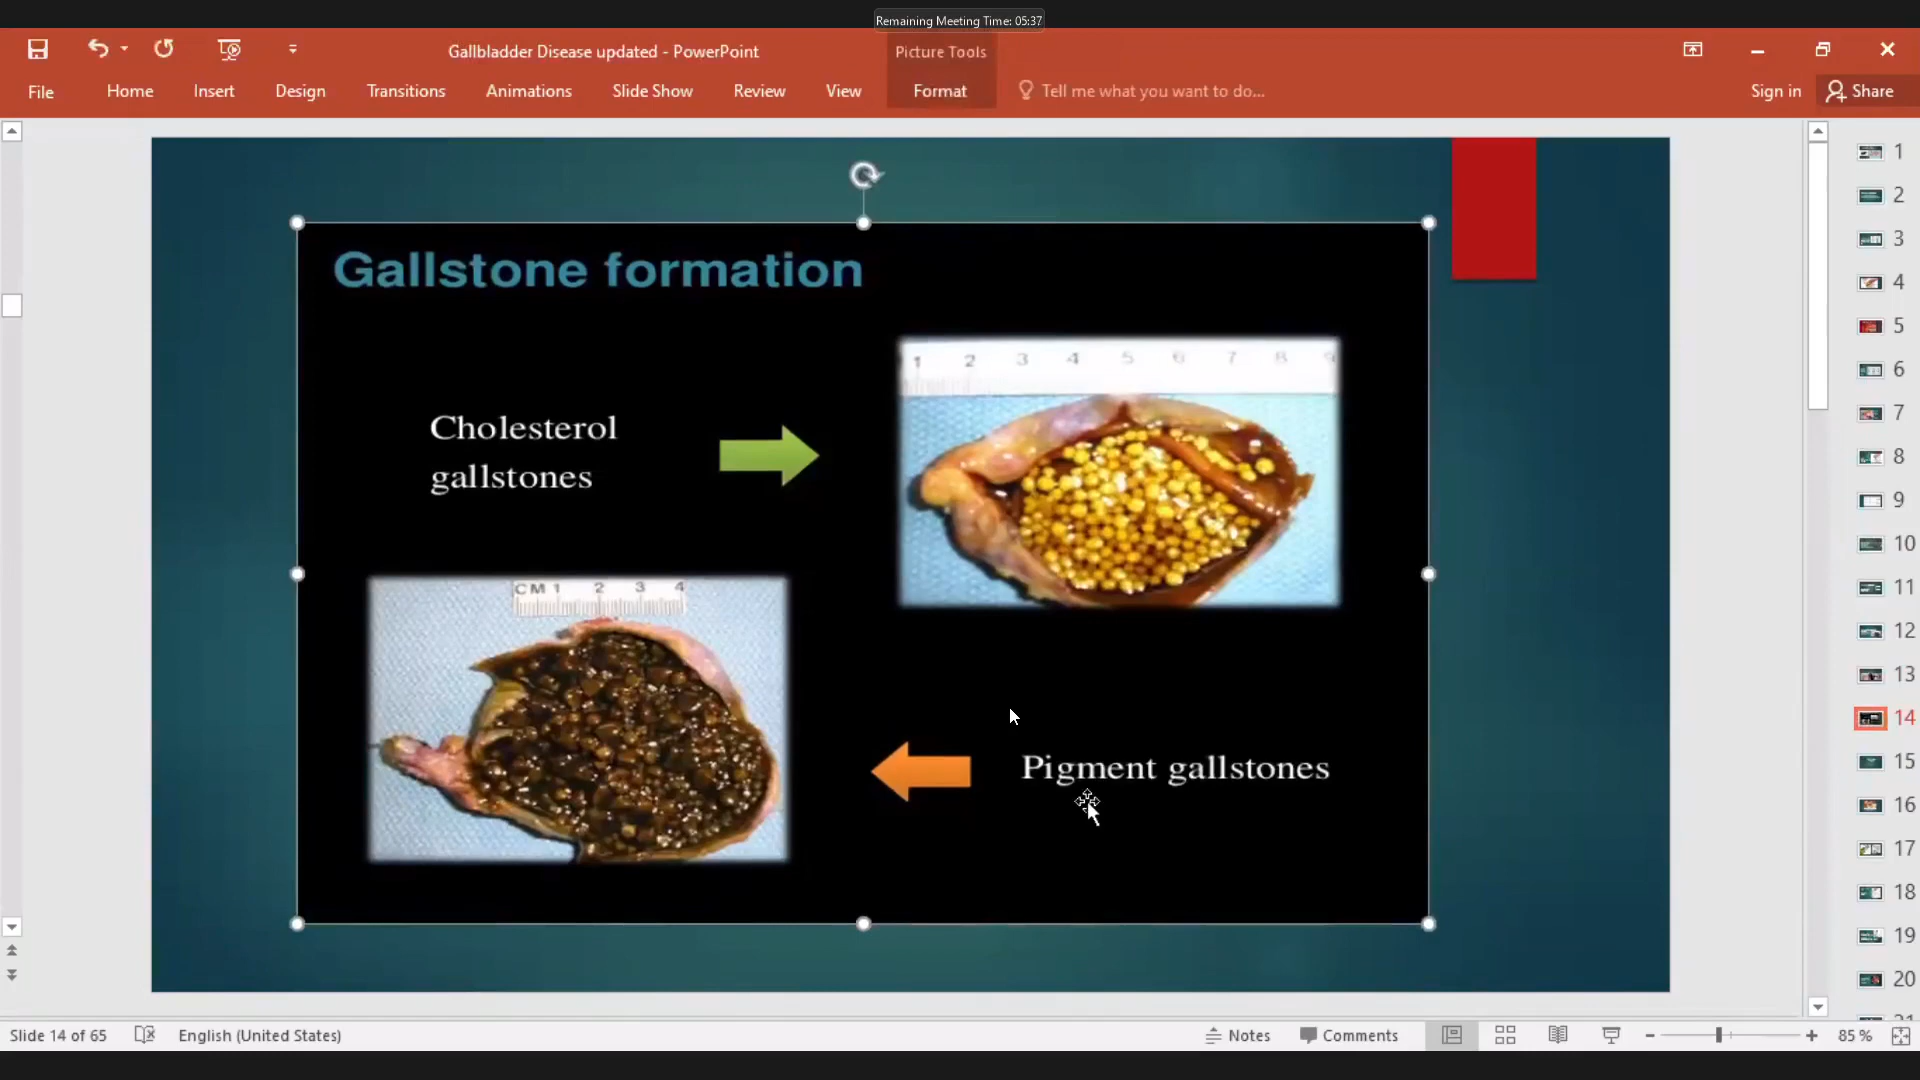 Remaining Meeting Time: 05:37
Gallbladder Disease updated - PowerPoint
Picture Tools
File Home Insert Design Transitions Animations Slide Show Review View Format Tell me what you want to do... Sign in Share
Gallstone formation
1 2 3 4 5 6 7 8 9
Cholesterol
gallstones
CM 1 2 3 4
Pigment gallstones
1
2
3
4
5
6
7
8
9
10
11
12
13
14
15
16
17
18
19
20
Slide 14 of 65 English (United States) Notes Comments 85 %